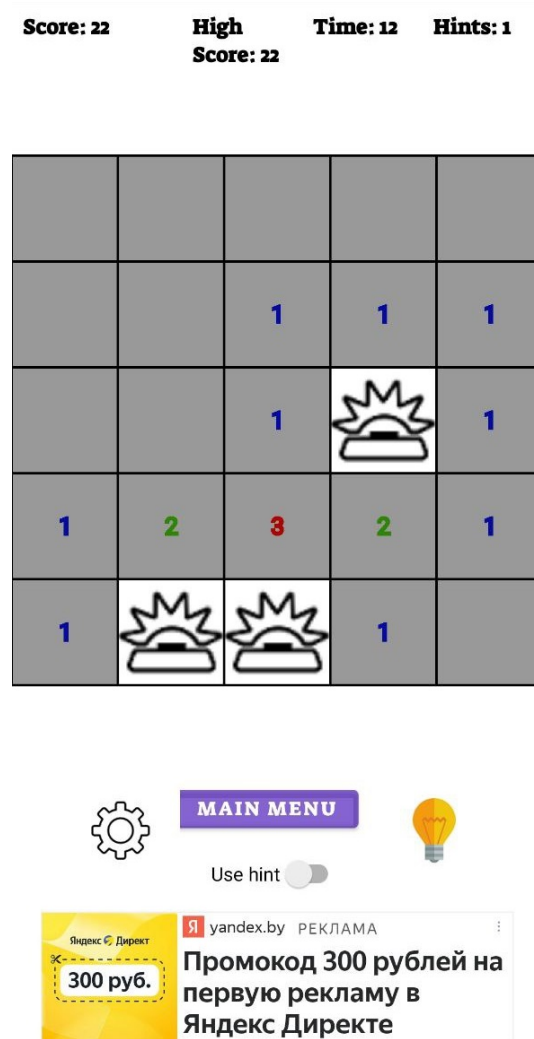 Score: 22
High
Score: 22
Time: 12
Hints: 1
1 1 1
1 1
1 2 3 2 1
1 1
MAIN MENU
Use hint
Яндекс Директ
300 руб.
Я yandex.by РЕКЛАМА
Промокод 300 рублей на
первую рекламу в
Яндекс Директе